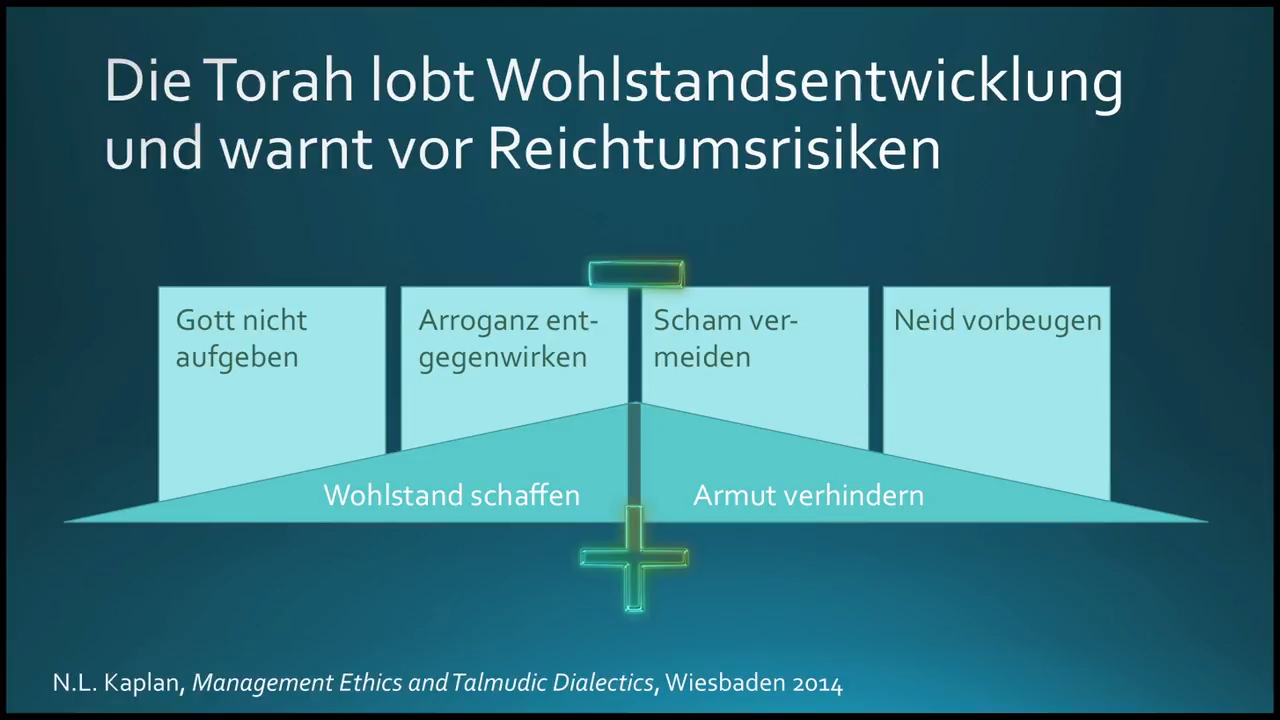 Die Torah lobt Wohlstandsentwicklung
und warnt vor Reichtumsrisiken
Gott nicht
aufgeben
Arroganz ent-
gegenwirken
Scham ver-
meiden
Neid vorbeugen
Wohlstand schaffen
Armut verhindern
N.L. Kaplan, Management Ethics and Talmudic Dialectics, Wiesbaden 2014